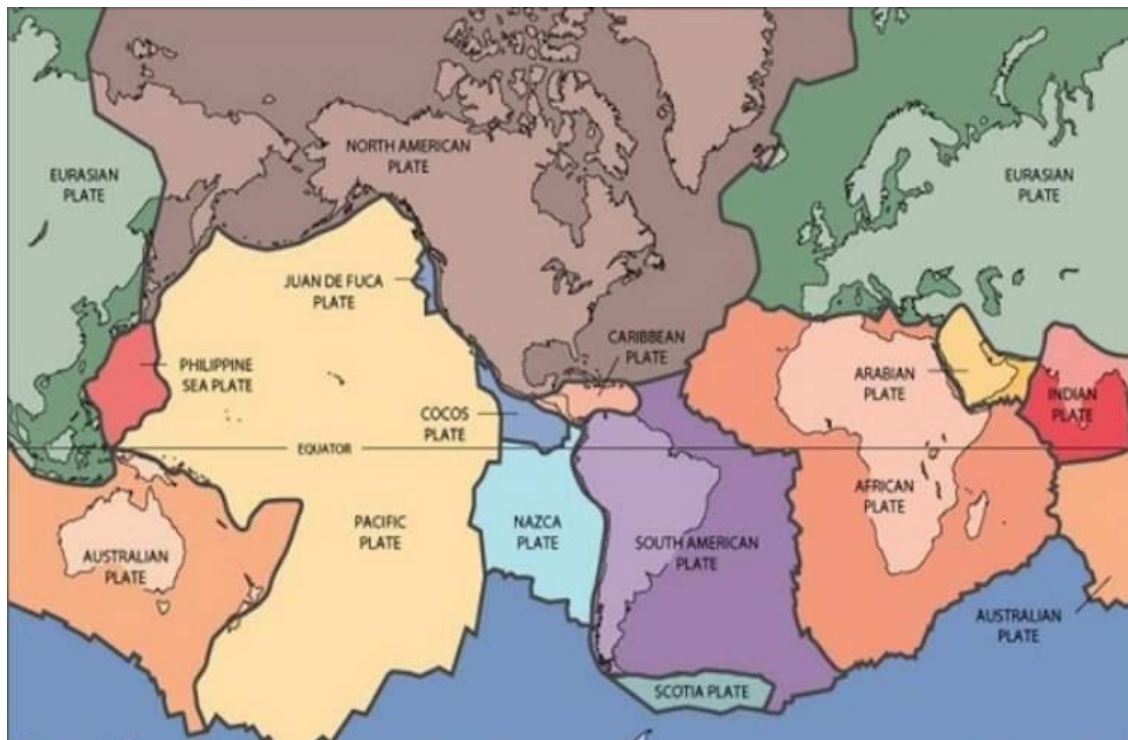 NORTH AMERICAN
PLATE
EURASIAN
PLATE
EURASIAN
PLATE
JUAN DE FUCA
PLATE
CARIBBEAN
PLATE
PHILIPPINE
SEA PLATE
ARABIAN
PLATE
INDIAN
PLATE
COCOS
PLATE
EQUATOR
AFRICAN
PLATE
PACIFIC
PLATE
NAZCA
PLATE
SOUTH AMERICAN
PLATE
AUSTRALIAN
PLATE
AUSTRALIAN
PLATE
SCOTIA PLATE